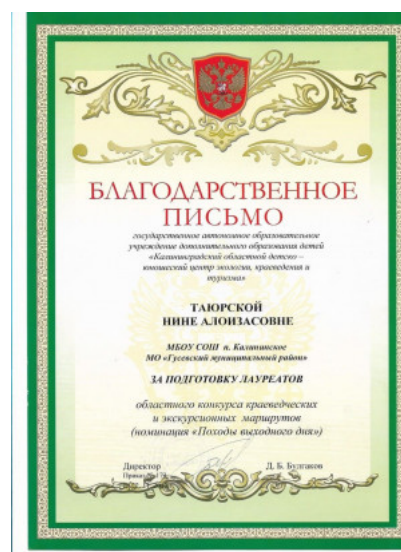 БЛАГОДАРСТВЕННОЕ
ПИСЬМО
государственное автономное образовательное
учреждение дополнительного образования детей
«Калининградский областной детско –
юношеский центр экологии, краеведения и
туризма»
ТАЮРСКОЙ
НИНЕ АЛОИЗАСОВНЕ
МБОУ СОШ п. Калининское
МО «Гусевский муниципальный район»
ЗА ПОДГОТОВКУ ЛАУРЕАТОВ
областного конкурса краеведческих
и экскурсионных маршрутов
(номинация «Походы выходного дня»)
Директор Д. Б. Булгаков
Приказ